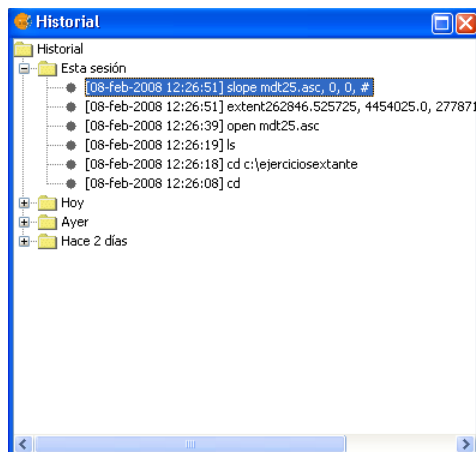 Historial
Historial
Esta sesión
[08-feb-2008 12:26:51] slope mdt25.asc, 0, 0, #
[08-feb-2008 12:26:51] extent262846.525725, 4454025.0, 277871
[08-feb-2008 12:26:39] open mdt25.asc
[08-feb-2008 12:26:19] ls
[08-feb-2008 12:26:18] cd c:\ejerciciosextante
[08-feb-2008 12:26:08] cd
Hoy
Ayer
Hace 2 días